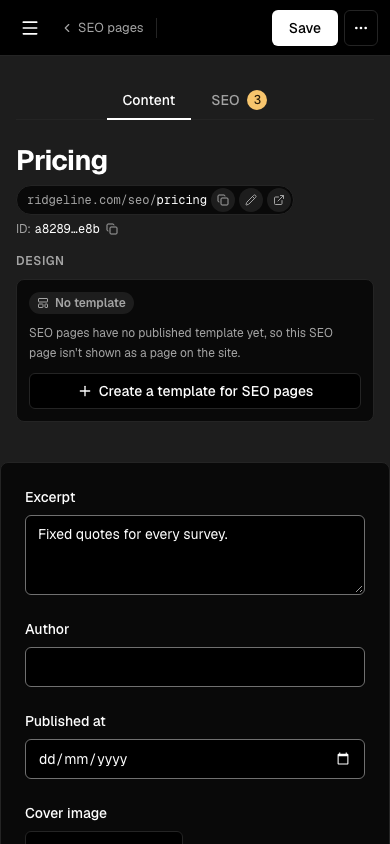 SEO pages
Save
Content
SEO 3
Pricing
ridgeline.com/seo/pricing
ID: a8289…e8b
DESIGN
No template
SEO pages have no published template yet, so this SEO
page isn't shown as a page on the site.
Create a template for SEO pages
Excerpt
Fixed quotes for every survey.
Author
Published at
dd/mm/yyyy
Cover image